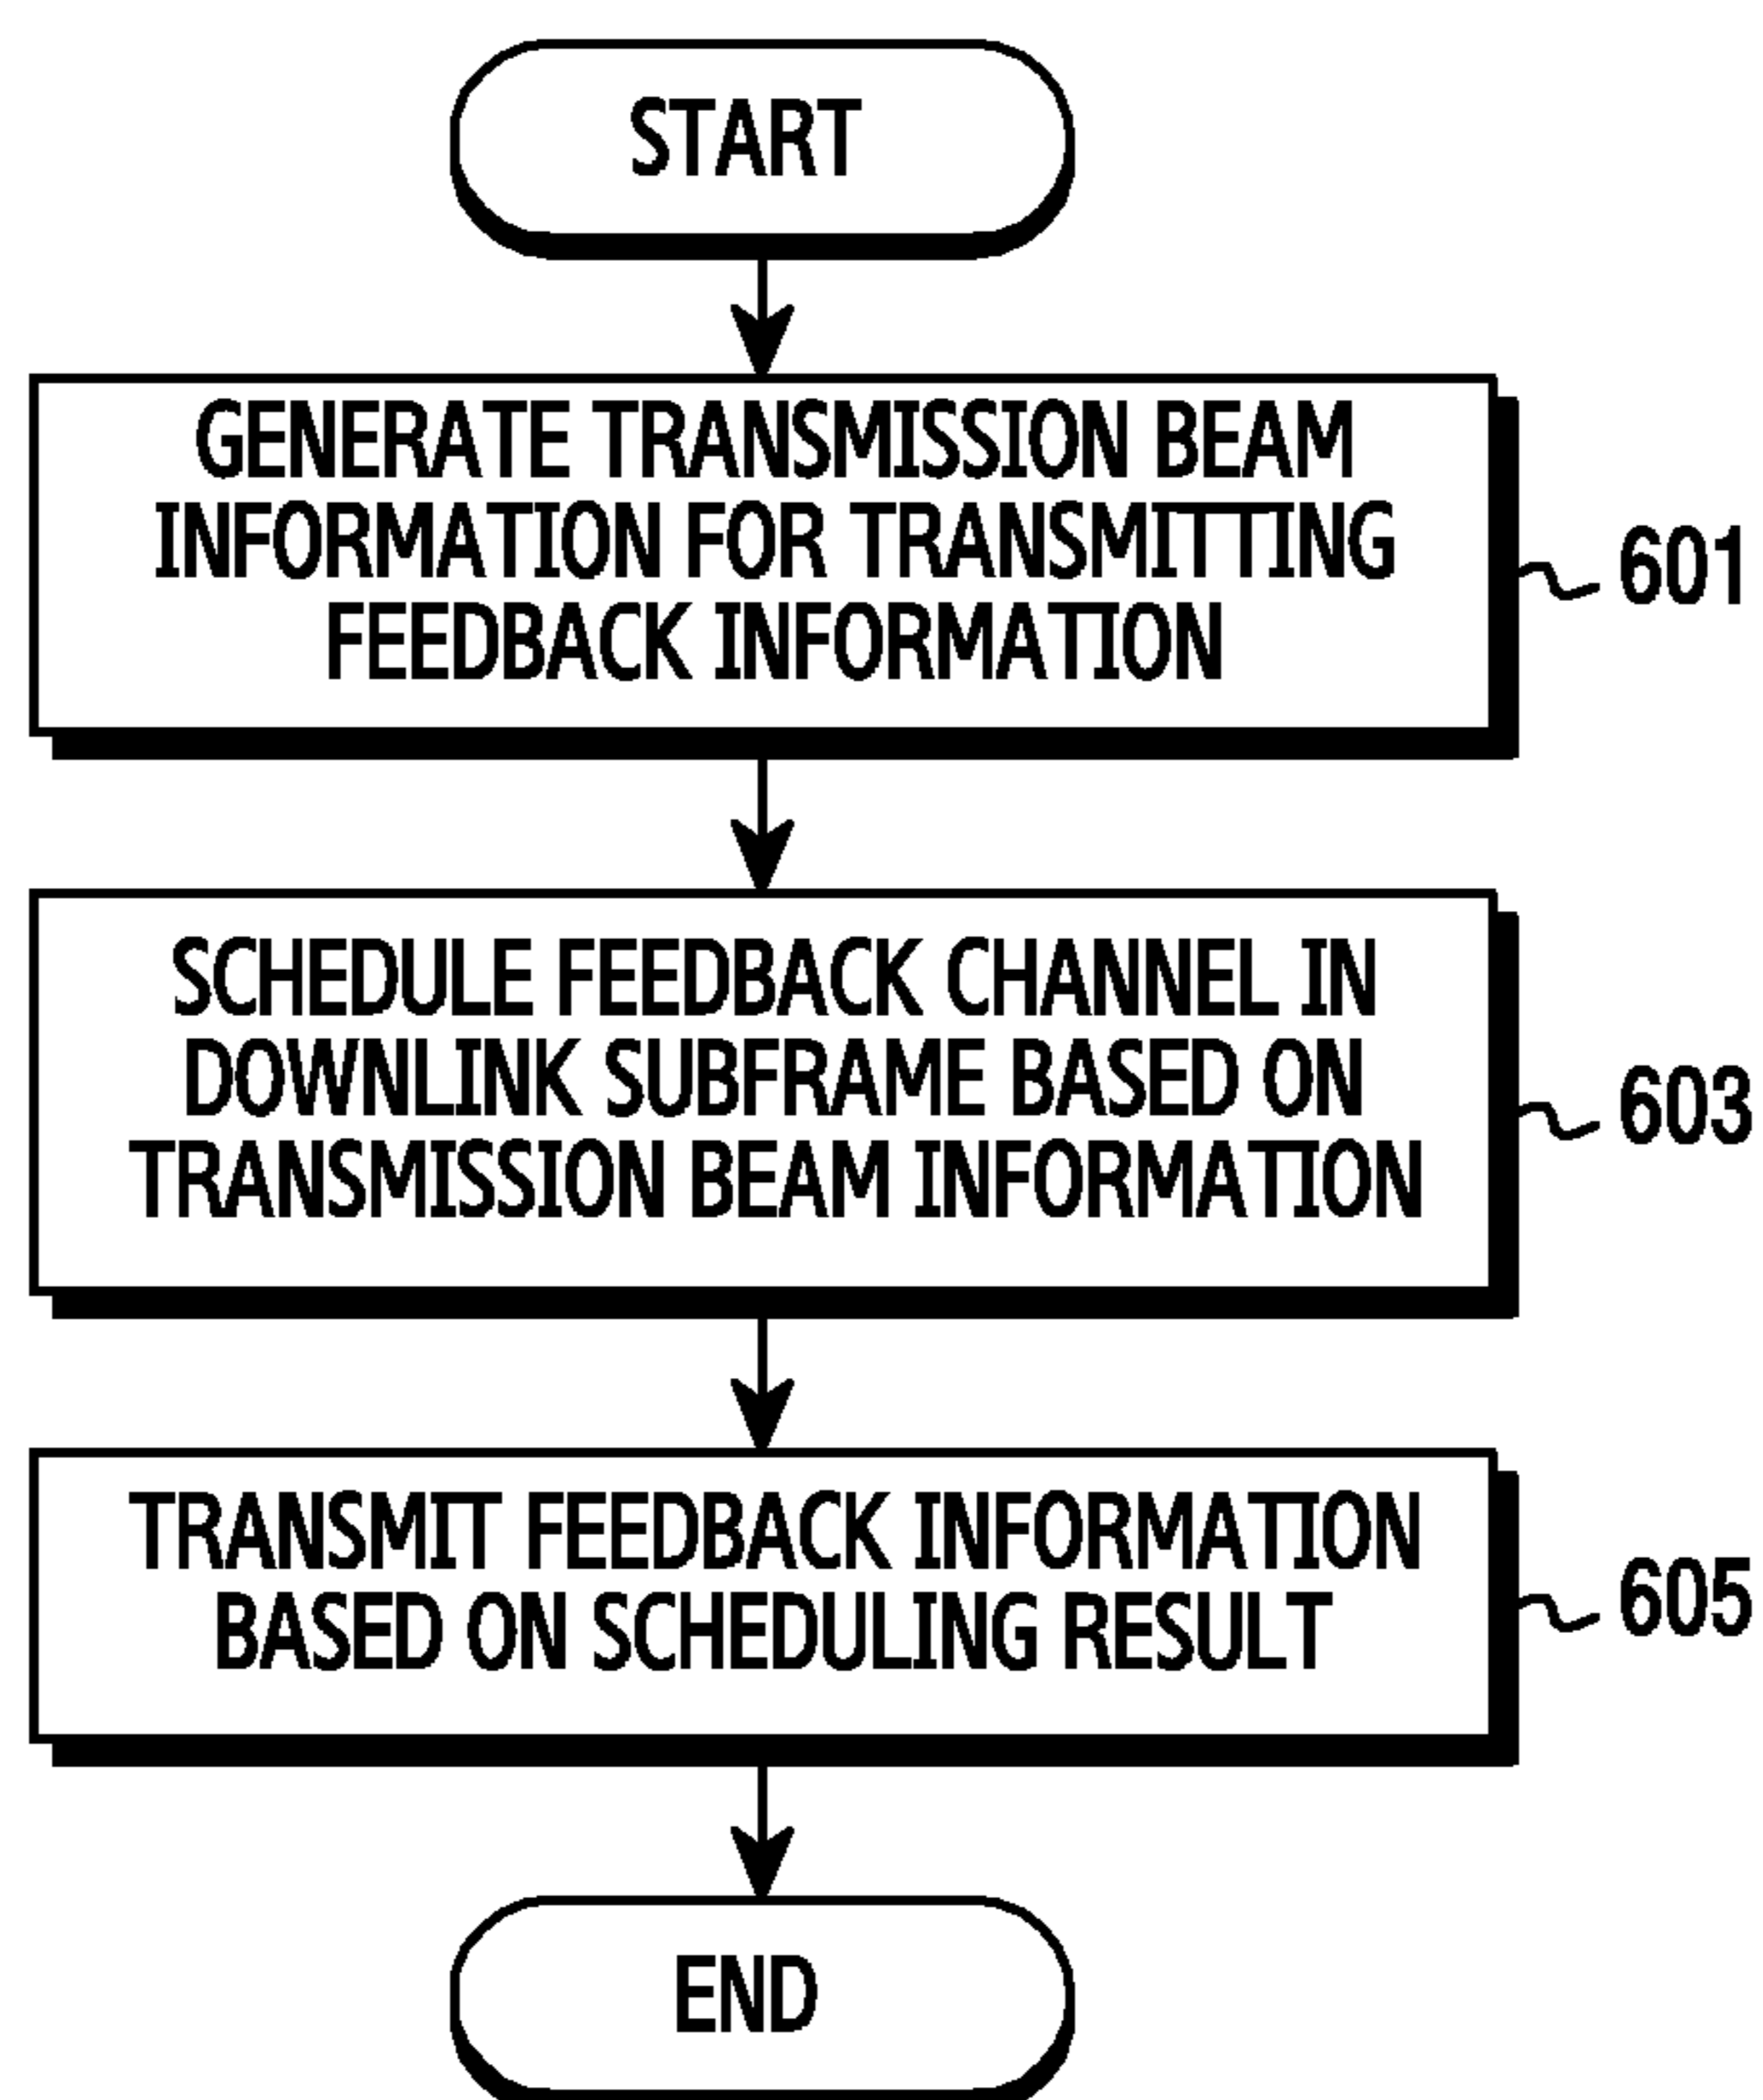 START
GENERATE TRANSMISSION BEAM
INFORMATION FOR TRANSMITTING
FEEDBACK INFORMATION
601
SCHEDULE FEEDBACK CHANNEL IN
DOWNLINK SUBFRAME BASED ON
TRANSMISSION BEAM INFORMATION
603
TRANSMIT FEEDBACK INFORMATION
BASED ON SCHEDULING RESULT
605
END